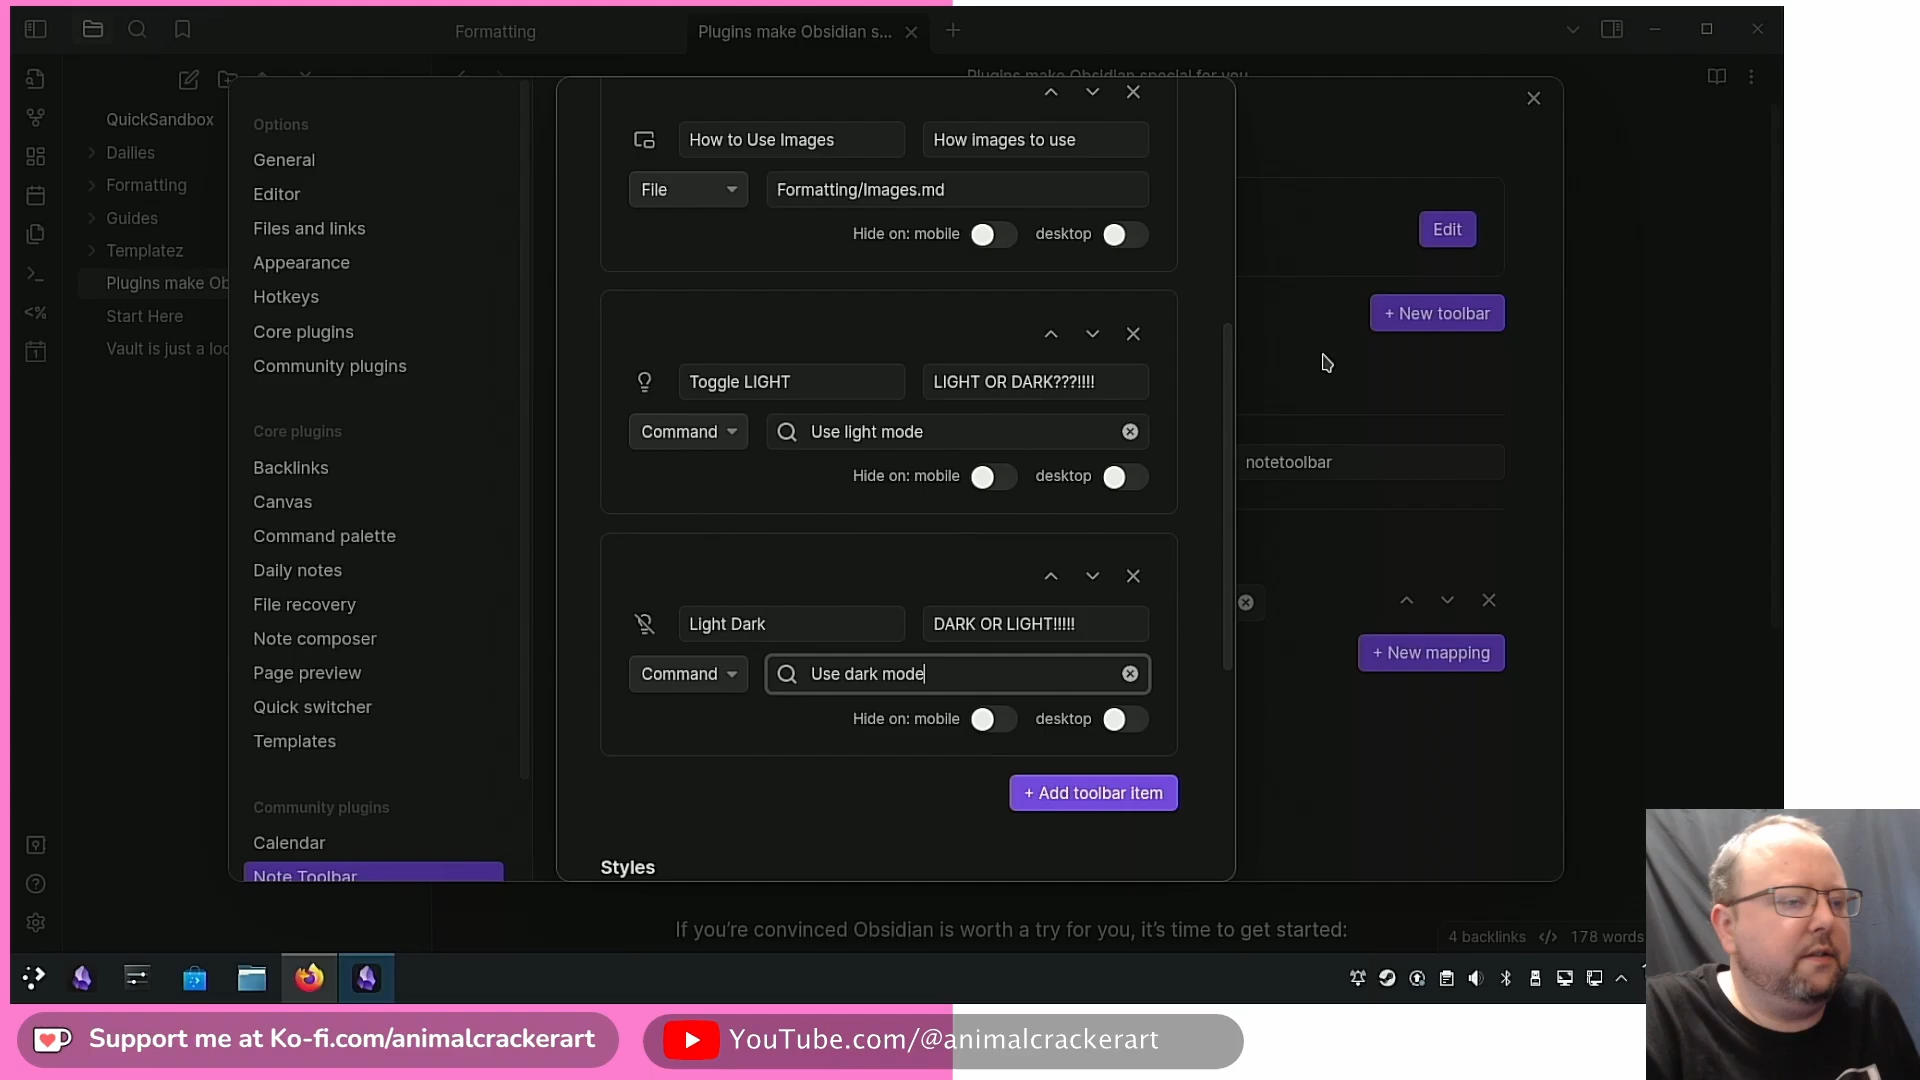 Formatting
Plugins make Obsidian s...
Plugins make Obsidian special for you
QuickSandbox
Dailies
Formatting
Guides
Templatez
Plugins make Ob
Start Here
Vault is just a loc
Options
General
Editor
Files and links
Appearance
Hotkeys
Core plugins
Community plugins
Core plugins
Backlinks
Canvas
Command palette
Daily notes
File recovery
Note composer
Page preview
Quick switcher
Templates
Community plugins
Calendar
Note Toolbar
How to Use Images
How images to use
File
Formatting/Images.md
Hide on: mobile
desktop
Toggle LIGHT
LIGHT OR DARK???!!!!
Command
Use light mode
Hide on: mobile
desktop
Light Dark
DARK OR LIGHT!!!!!
Command
Use dark mode
Hide on: mobile
desktop
+ Add toolbar item
Styles
Edit
+ New toolbar
notetoolbar
+ New mapping
If you're convinced Obsidian is worth a try for you, it's time to get started:
4 backlinks
178 words
Support me at Ko-fi.com/animalcrackerart
YouTube.com/@animalcrackerart